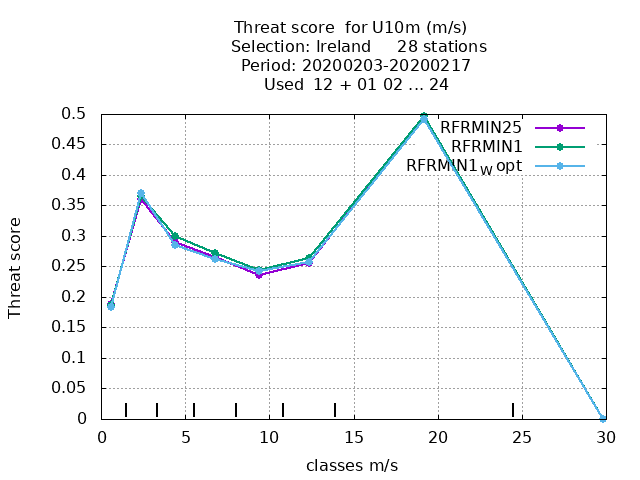 Threat score  for U10m (m/s)
Selection: Ireland     28 stations
Period: 20200203-20200217
Used  12 + 01 02 ... 24
0.5
0.45
0.4
0.35
0.3
0.25
0.2
0.15
0.1
0.05
0
Threat score
RFRMIN25
RFRMIN1
RFRMIN1W opt
0 5 10 15 20 25 30
classes m/s